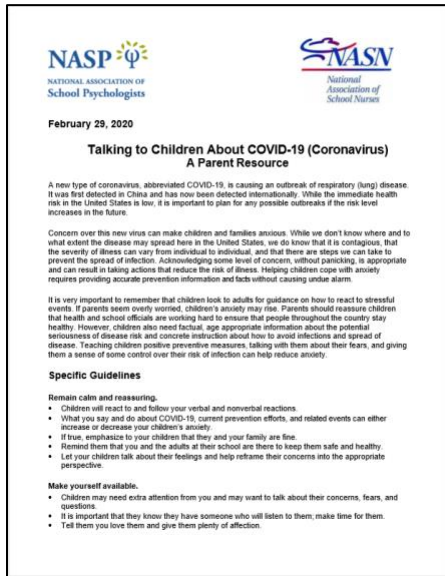 NASP
NATIONAL ASSOCIATION OF
School Psychologists
NASN
National
Association of
School Nurses
February 29, 2020
Talking to Children About COVID-19 (Coronavirus)
A Parent Resource
A new type of coronavirus, abbreviated COVID-19, is causing an outbreak of respiratory (lung) disease.
It was first detected in China and has now been detected internationally. While the immediate health
risk in the United States is low, it is important to plan for any possible outbreaks if the risk level
increases in the future.
Concern over this new virus can make children and families anxious. While we don't know where and to
what extent the disease may spread here in the United States, we do know that it is contagious, that
the severity of illness can vary from individual to individual, and that there are steps we can take to
prevent the spread of infection. Acknowledging some level of concern, without panicking, is appropriate
and can result in taking actions that reduce the risk of illness. Helping children cope with anxiety
requires providing accurate prevention information and facts without causing undue alarm.
It is very important to remember that children look to adults for guidance on how to react to stressful
events. If parents seem overly worried, children's anxiety may rise. Parents should reassure children
that health and school officials are working hard to ensure that people throughout the country stay
healthy. However, children also need factual, age appropriate information about the potential
seriousness of disease risk and concrete instruction about how to avoid infections and spread of
disease. Teaching children positive preventive measures, talking with them about their fears, and giving
them a sense of some control over their risk of infection can help reduce anxiety.
Specific Guidelines
Remain calm and reassuring.
• Children will react to and follow your verbal and nonverbal reactions.
• What you say and do about COVID-19, current prevention efforts, and related events can either
increase or decrease your children's anxiety.
• If true, emphasize to your children that they and your family are fine.
• Remind them that you and the adults at their school are there to keep them safe and healthy.
• Let your children talk about their feelings and help reframe their concerns into the appropriate
perspective.
Make yourself available.
• Children may need extra attention from you and may want to talk about their concerns, fears, and
questions.
• It is important that they know they have someone who will listen to them; make time for them.
• Tell them you love them and give them plenty of affection.